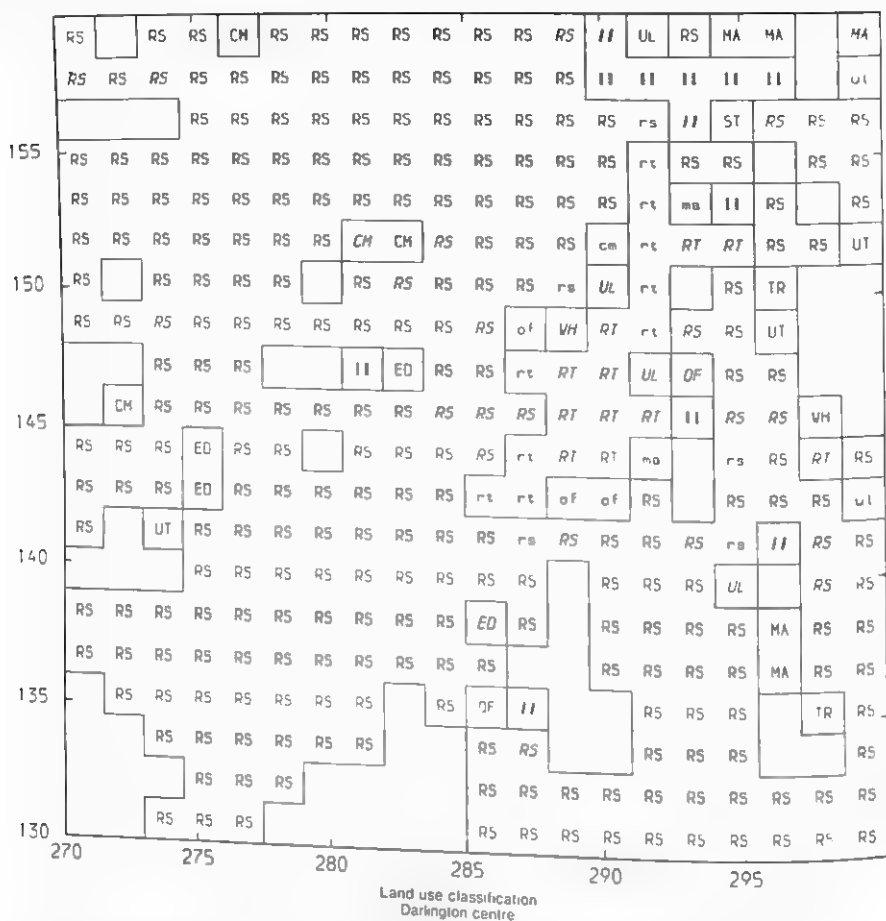 RS RS RS CM RS RS RS RS RS RS RS RS II UL RS MA MA MA
RS RS RS RS RS RS RS RS RS RS RS RS RS II II II II II ul
RS RS RS RS RS RS RS RS RS RS RS rs II ST RS RS RS
155 RS RS RS RS RS RS RS RS RS RS RS RS RS RS rt RS RS RS RS
RS RS RS RS RS RS RS RS RS RS RS RS RS RS rt ma II RS RS
RS RS RS RS RS RS RS CM CM RS RS RS RS cm rt RT RT RS RS UT
150 RS RS RS RS RS RS RS RS RS RS rs UL rt RS TR
RS RS RS RS RS RS RS RS RS RS RS of WH RT rt RS RS UT
RS RS RS II ED RS RS rt RT RT UL OF RS RS
145 CM RS RS RS RS RS RS RS RS RS RS RT RT RT II RS RS WH
RS RS RS ED RS RS RS RS RS RS rt RT RT ma rs RS RT RS
RS RS RS ED RS RS RS RS RS RS rt rt of of RS RS RS RS ul
RS UT RS RS RS RS RS RS RS RS rs RS RS RS RS rs II RS RS
140 RS RS RS RS RS RS RS RS RS RS RS RS UL RS RS
RS RS RS RS RS RS RS RS RS RS ED RS RS RS RS RS MA RS RS
RS RS RS RS RS RS RS RS RS RS RS RS RS RS RS MA RS RS
135 RS RS RS RS RS RS RS RS OF II RS RS RS TR RS
RS RS RS RS RS RS RS RS RS RS RS RS
RS RS RS RS RS RS RS RS RS RS RS RS RS RS
130 RS RS RS RS RS RS RS RS RS RS RS RS RS
270 275 280 285 290 295
Land use classification
Darlington centre